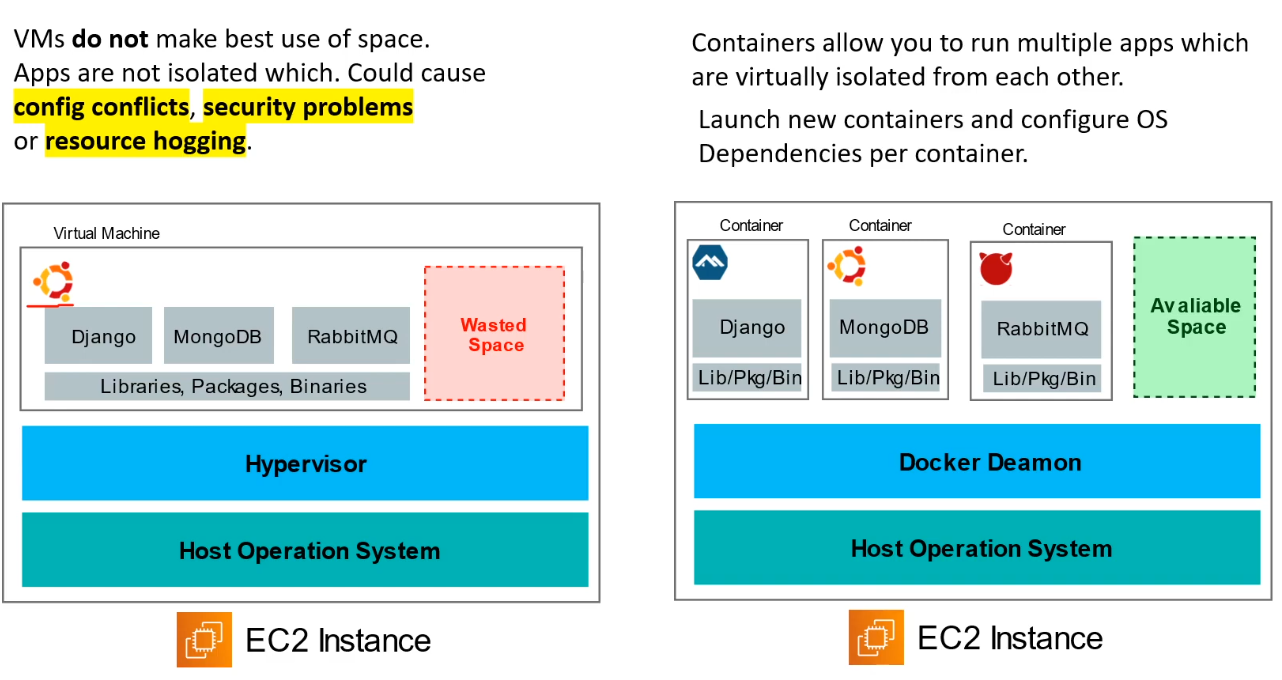 VMs do not make best use of space.
Apps are not isolated which. Could cause
config conflicts, security problems
or resource hogging.
Virtual Machine
Django
MongoDB
RabbitMQ
Libraries, Packages, Binaries
Wasted
Space
Hypervisor
Host Operation System
EC2 Instance
Containers allow you to run multiple apps which
are virtually isolated from each other.
Launch new containers and configure OS
Dependencies per container.
Container
Django
Lib/Pkg/Bin
Container
MongoDB
Lib/Pkg/Bin
Container
RabbitMQ
Lib/Pkg/Bin
Avaliable
Space
Docker Deamon
Host Operation System
EC2 Instance